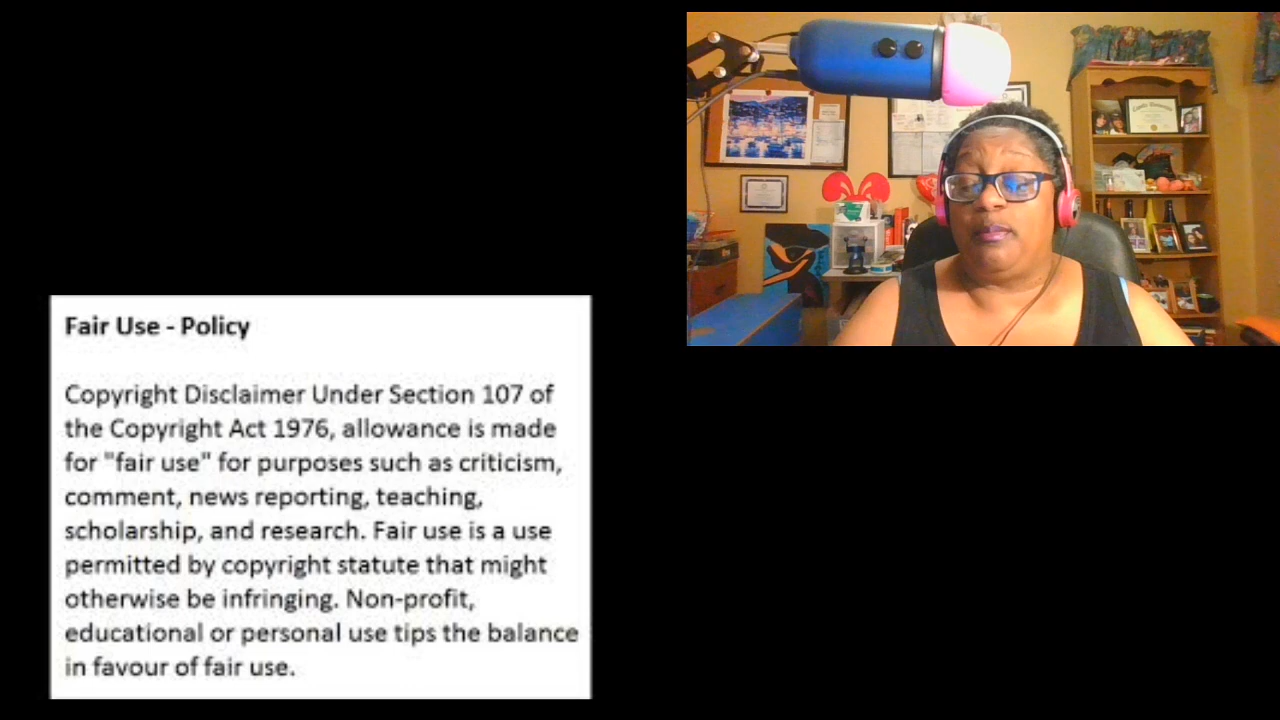 Fair Use - Policy
Copyright Disclaimer Under Section 107 of
the Copyright Act 1976, allowance is made
for "fair use" for purposes such as criticism,
comment, news reporting, teaching,
scholarship, and research. Fair use is a use
permitted by copyright statute that might
otherwise be infringing. Non-profit,
educational or personal use tips the balance
in favour of fair use.